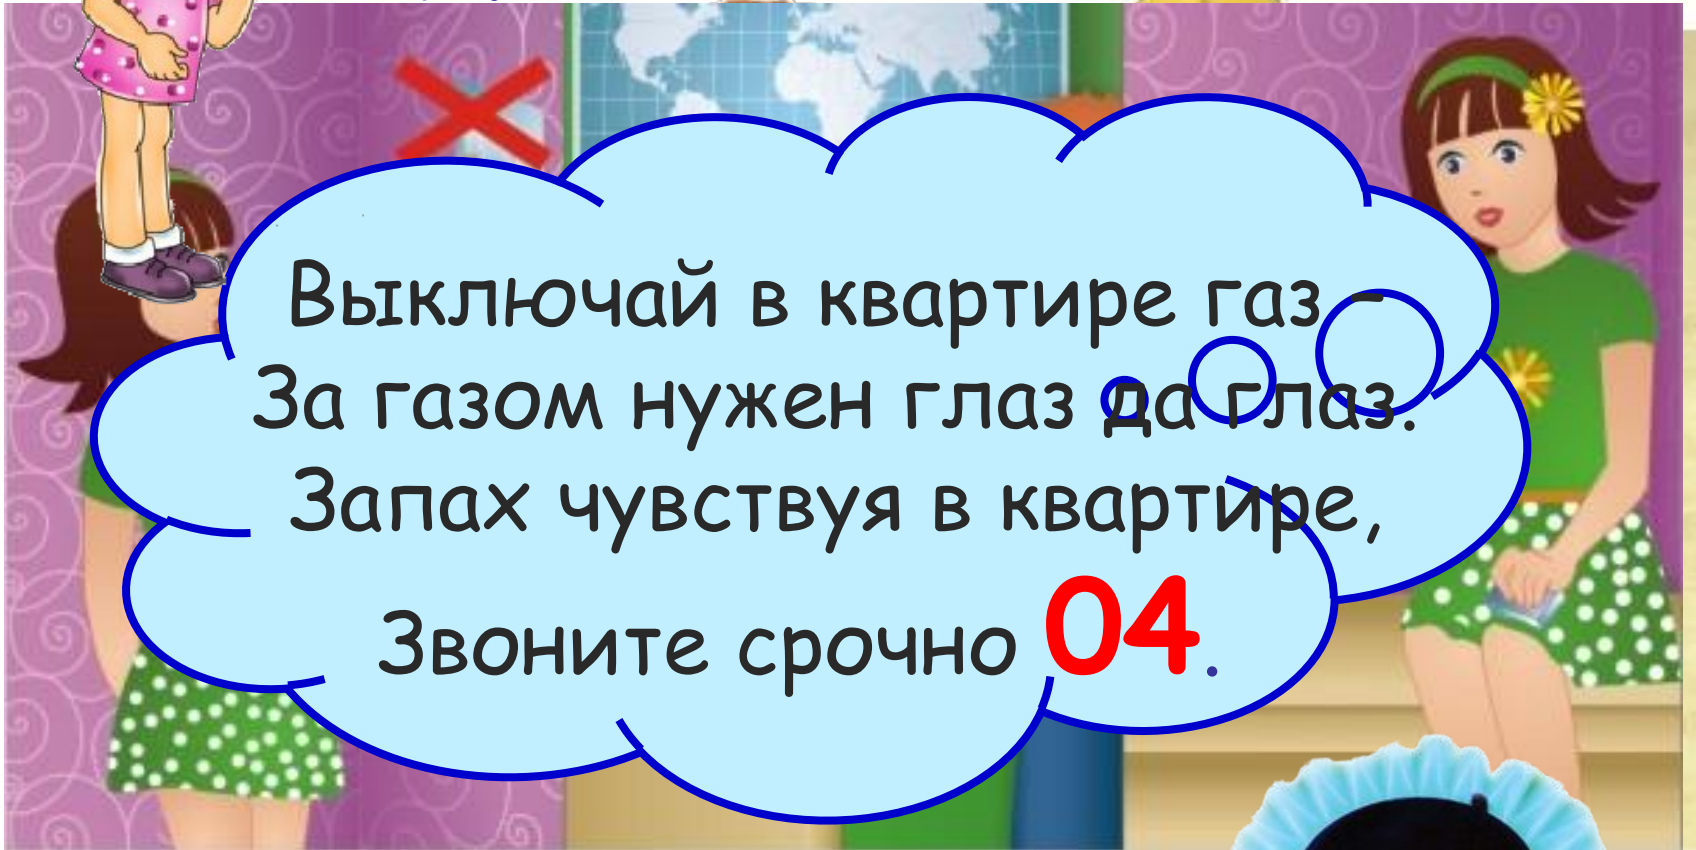 Выключай в квартире газ –
За газом нужен глаз да глаз.
Запах чувствуя в квартире,
Звоните срочно 04.